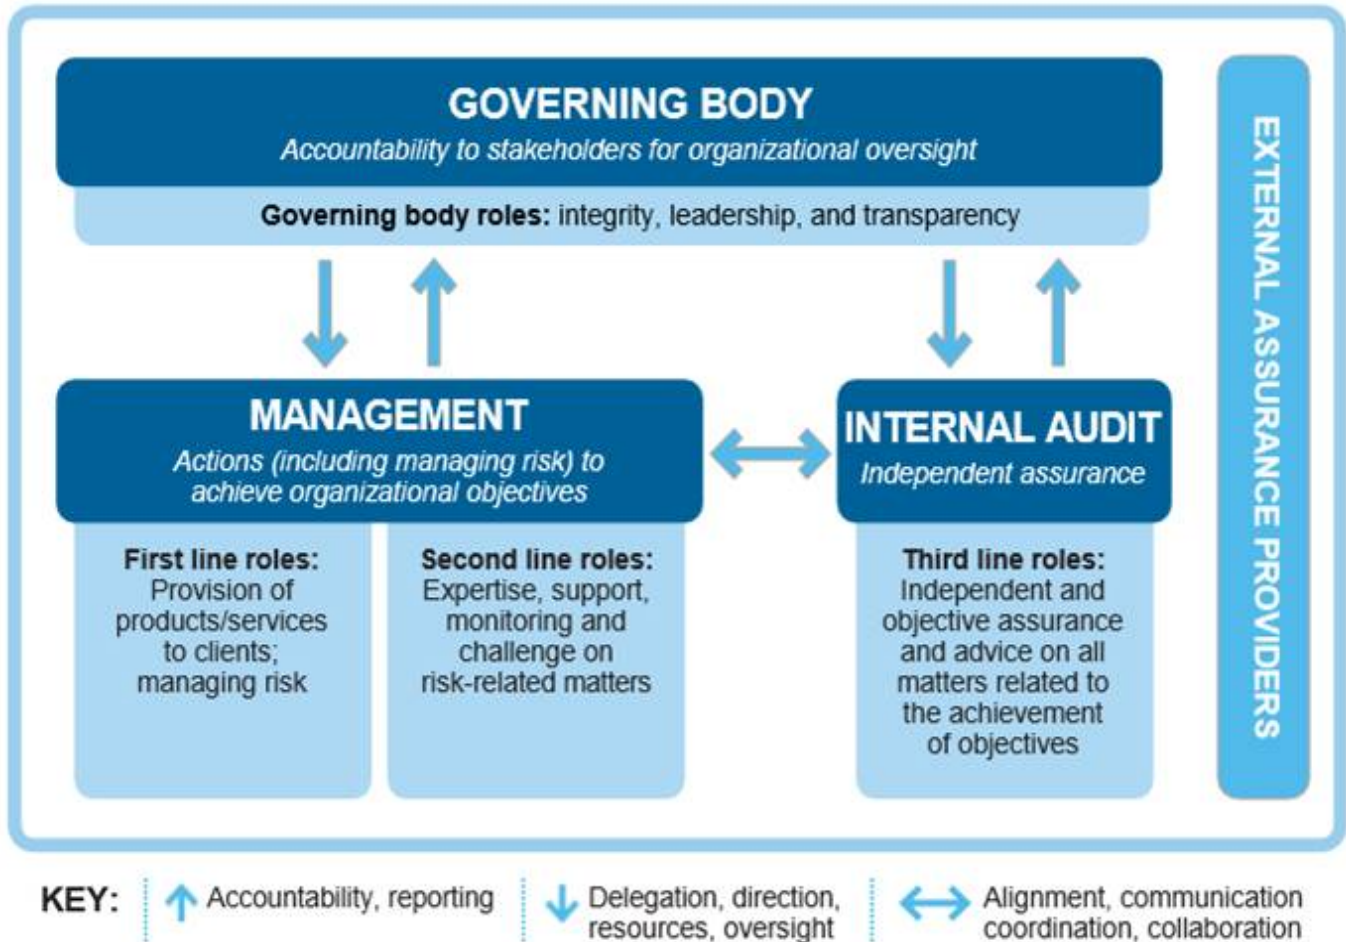 GOVERNING BODY
Accountability to stakeholders for organizational oversight
Governing body roles: integrity, leadership, and transparency
MANAGEMENT
Actions (including managing risk) to
achieve organizational objectives
First line roles:
Provision of
products/services
to clients;
managing risk
Second line roles:
Expertise, support,
monitoring and
challenge on
risk-related matters
INTERNAL AUDIT
Independent assurance
Third line roles:
Independent and
objective assurance
and advice on all
matters related to
the achievement
of objectives
EXTERNAL ASSURANCE PROVIDERS
KEY:
Accountability, reporting
Delegation, direction,
resources, oversight
Alignment, communication
coordination, collaboration